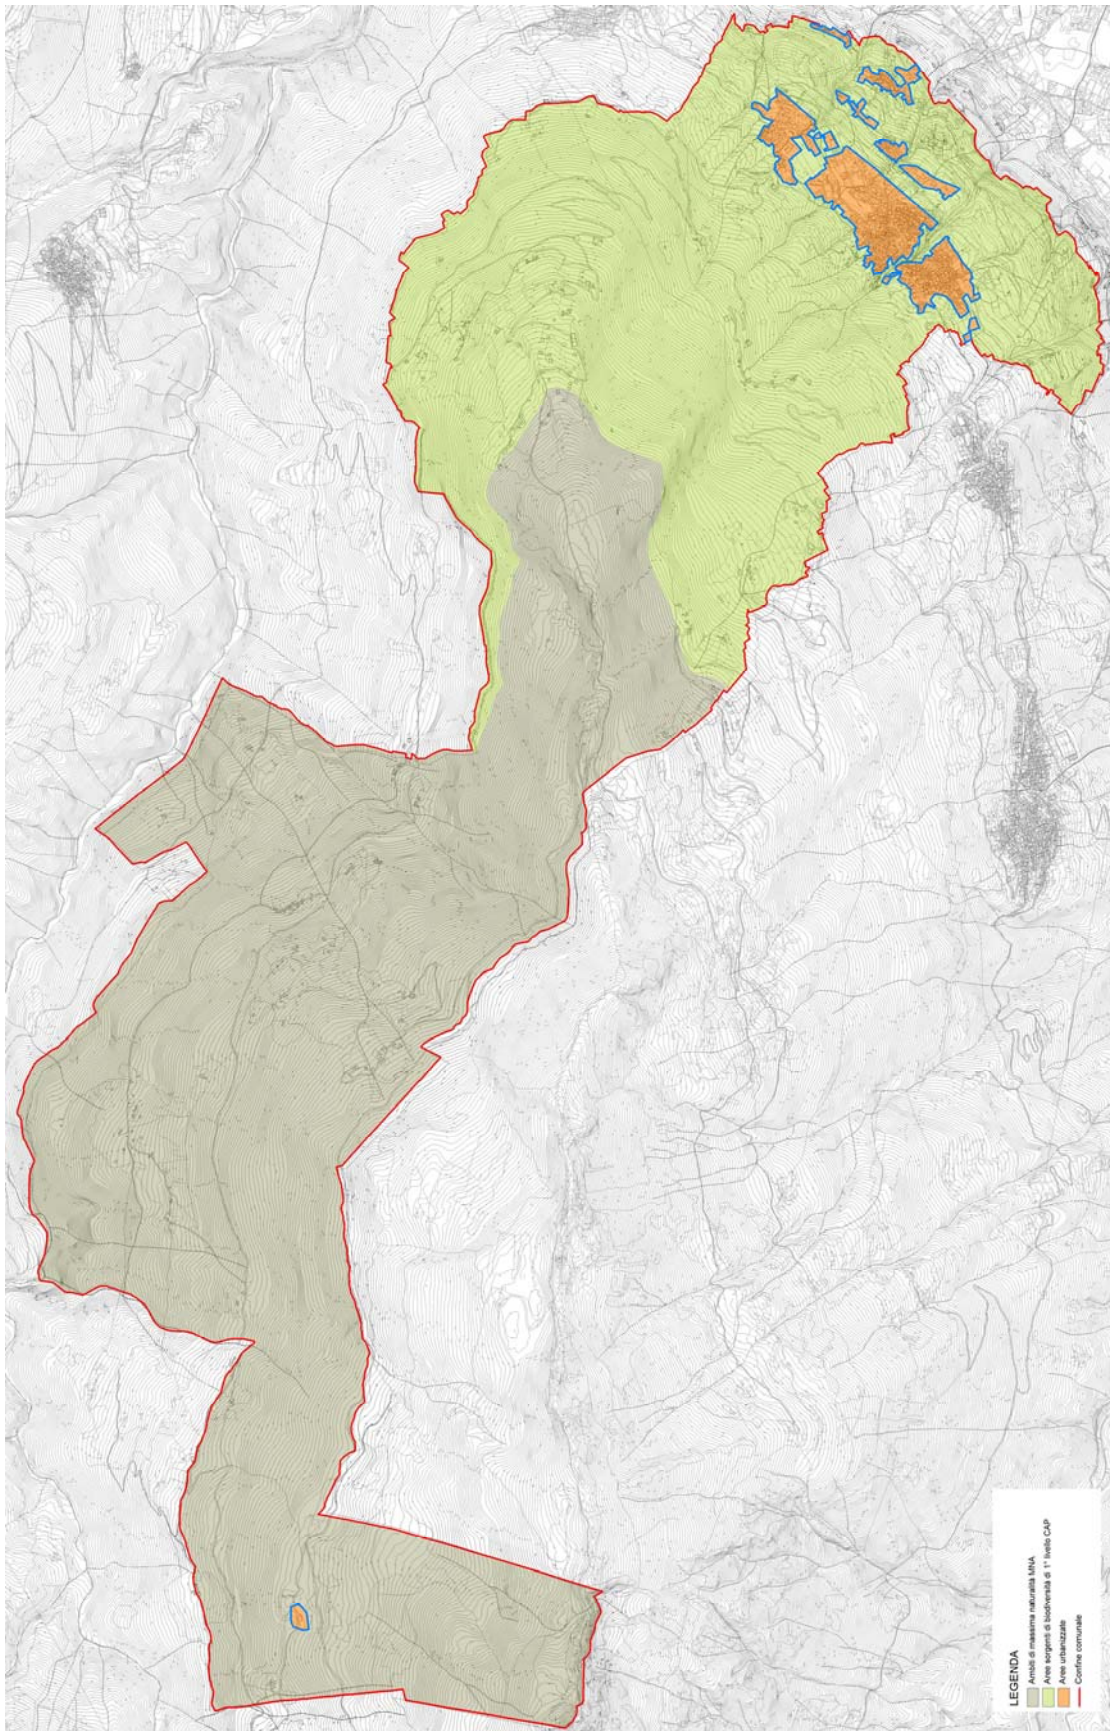 LEGENDA
Ambiti di massima naturalità MNA
Aree sorgenti di biodiversità di 1° livello CAP
Aree urbanizzate
Confine comunale